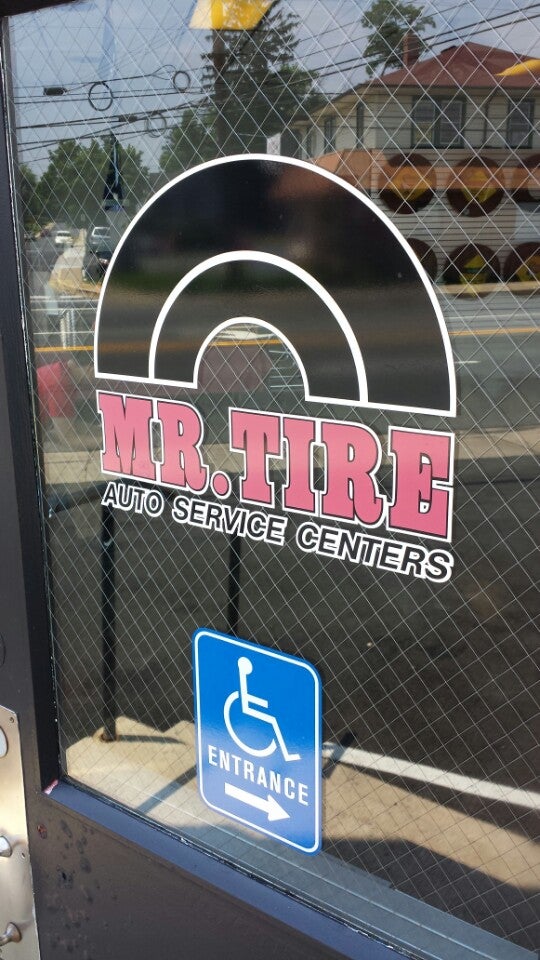 MR. TIRE
AUTO SERVICE CENTERS
ENTRANCE